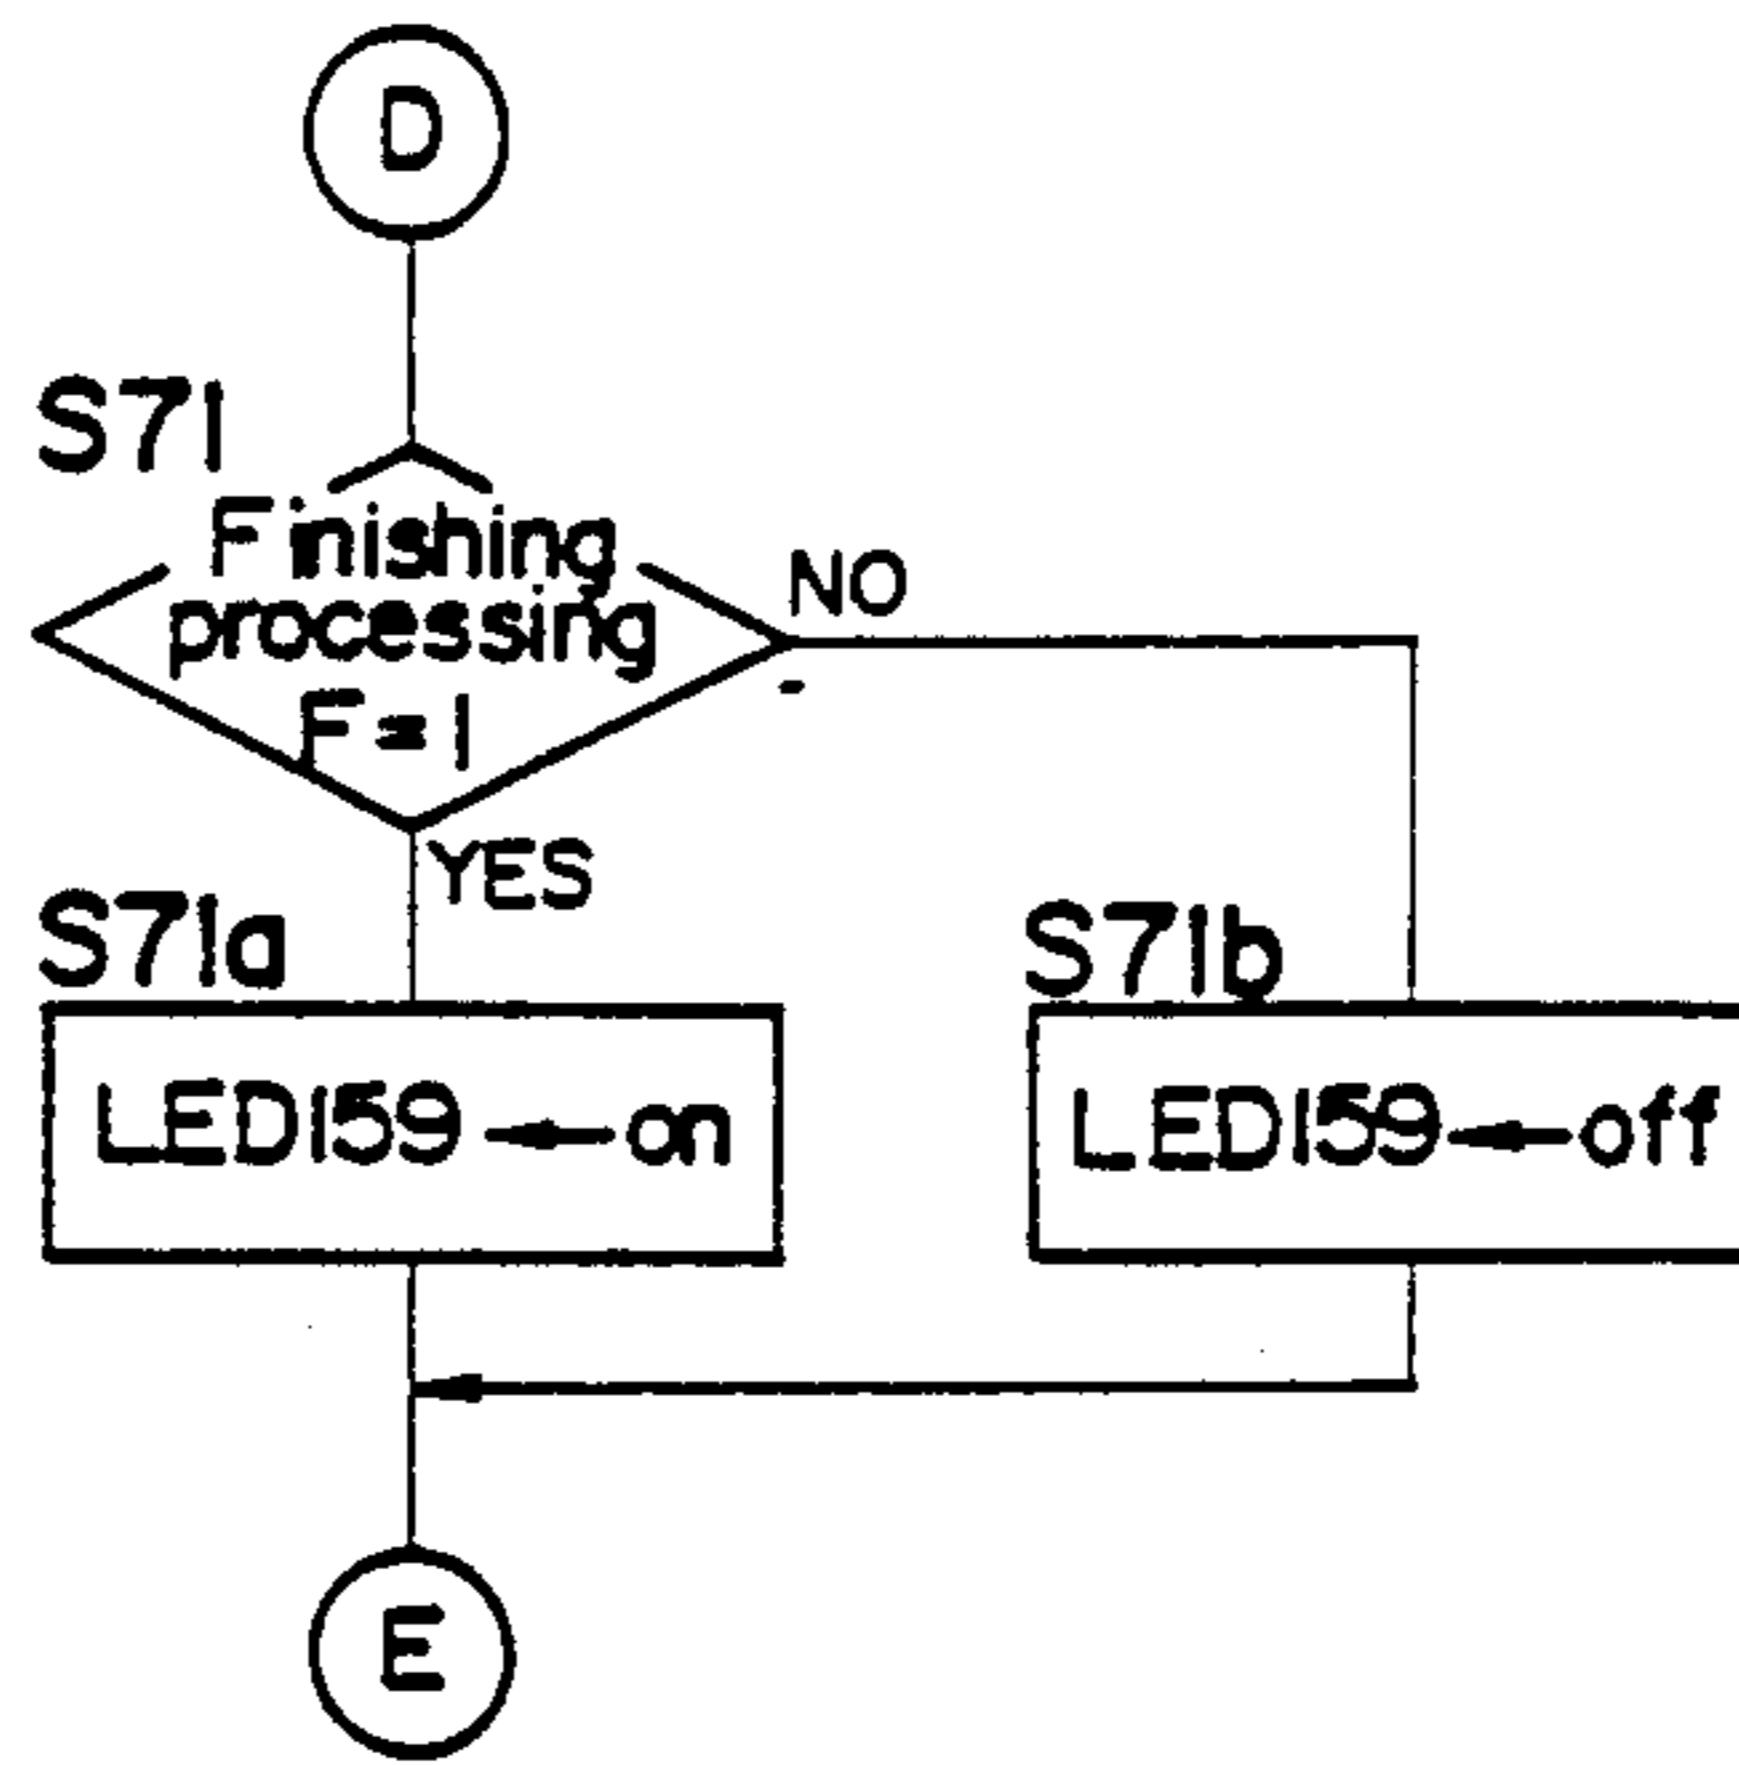 D
S71
Finishing
processing
F=1
NO
YES
S71a
S71b
LED159←on
LED159←off
E